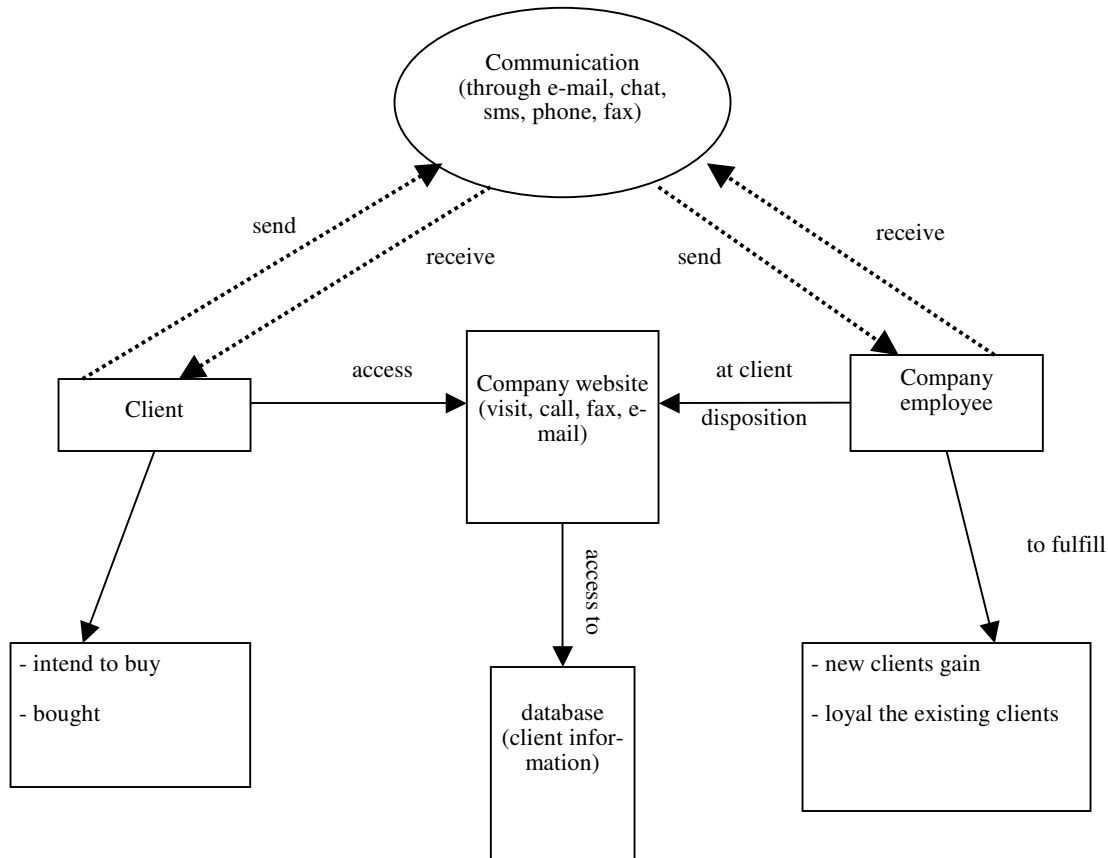 Communication
(through e-mail, chat,
sms, phone, fax)
send
receive
send
receive
Client
access
Company website
(visit, call, fax, e-
mail)
at client
disposition
Company
employee
access to
to fulfill
- intend to buy
- bought
database
(client infor-
mation)
- new clients gain
- loyal the existing clients